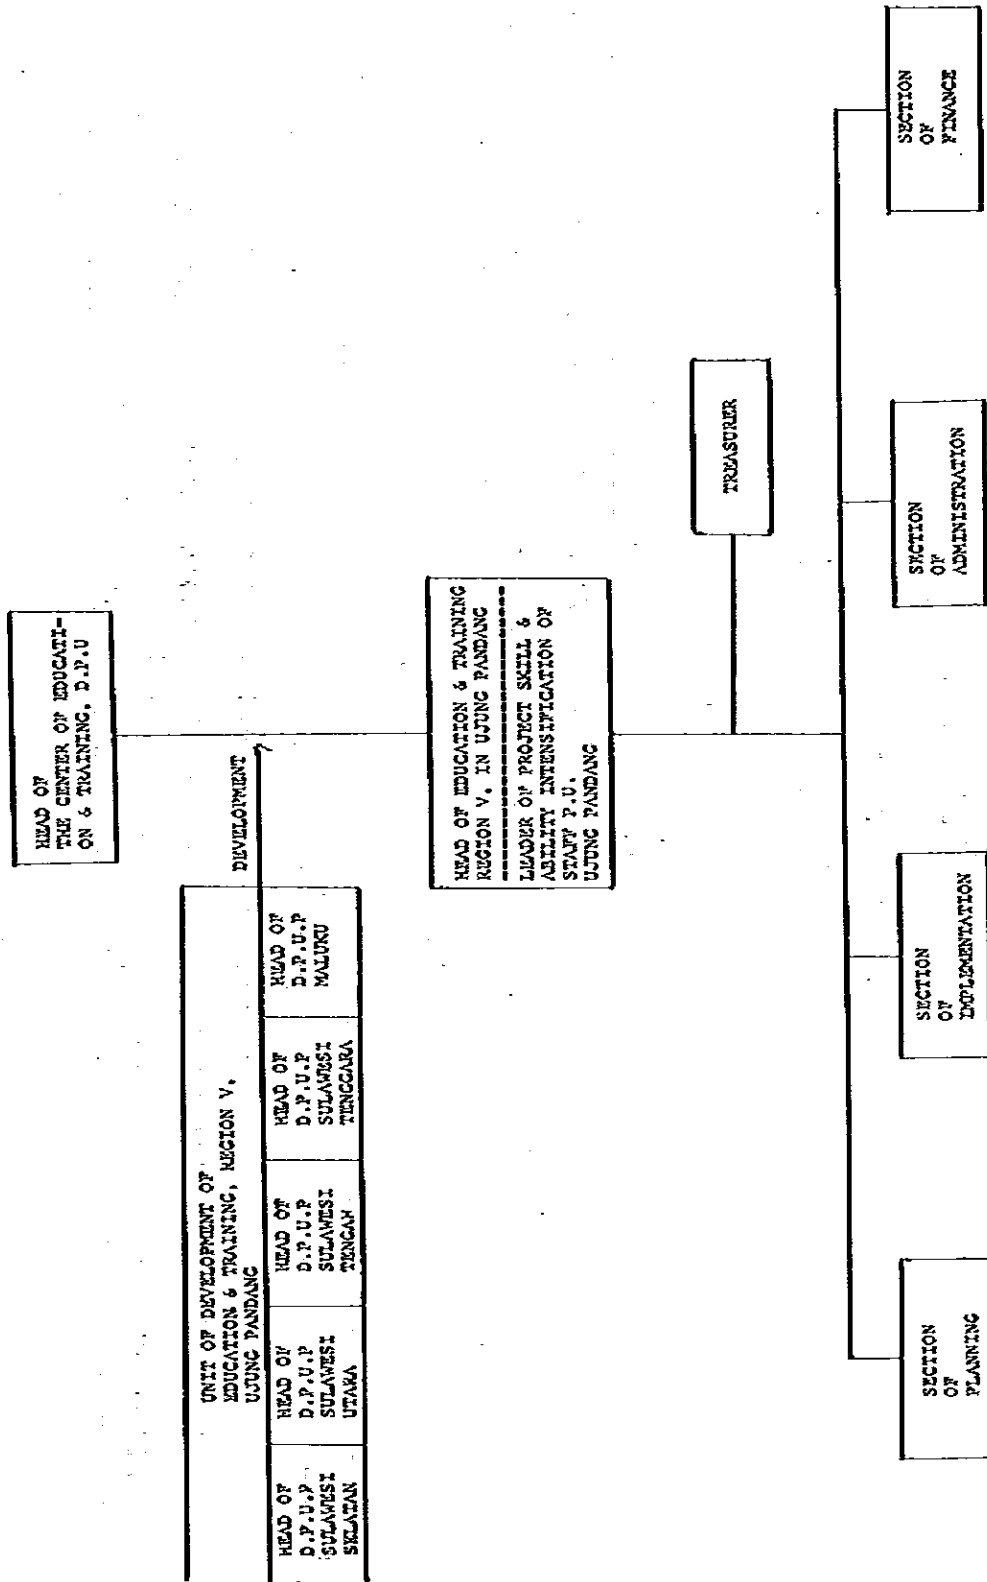 HEAD OF
THE CENTER OF EDUCATI-
ON & TRAINING, D.P.U
UNIT OF DEVELOPMENT OF
EDUCATION & TRAINING, REGION V.
UJUNG PANDANG
DEVELOPMENT
HEAD OF
D.P.U.P
SULAWESI
SELATAN
HEAD OF
D.P.U.P
SULAWESI
UTARA
HEAD OF
D.P.U.P
SULAWESI
TENGAH
HEAD OF
D.P.U.P
SULAWESI
TENGGARA
HEAD OF
D.P.U.P
MALUKU
HEAD OF EDUCATION & TRAINING
REGION V. IN UJUNG PANDANG
LEADER OF PROJECT SKILL &
ABILITY INTENSIFICATION OF
STAFF P.U.
UJUNG PANDANG
TREASURER
SECTION
OF
PLANNING
SECTION
OF
IMPLEMENTATION
SECTION
OF
ADMINISTRATION
SECTION
OF
FINANCE